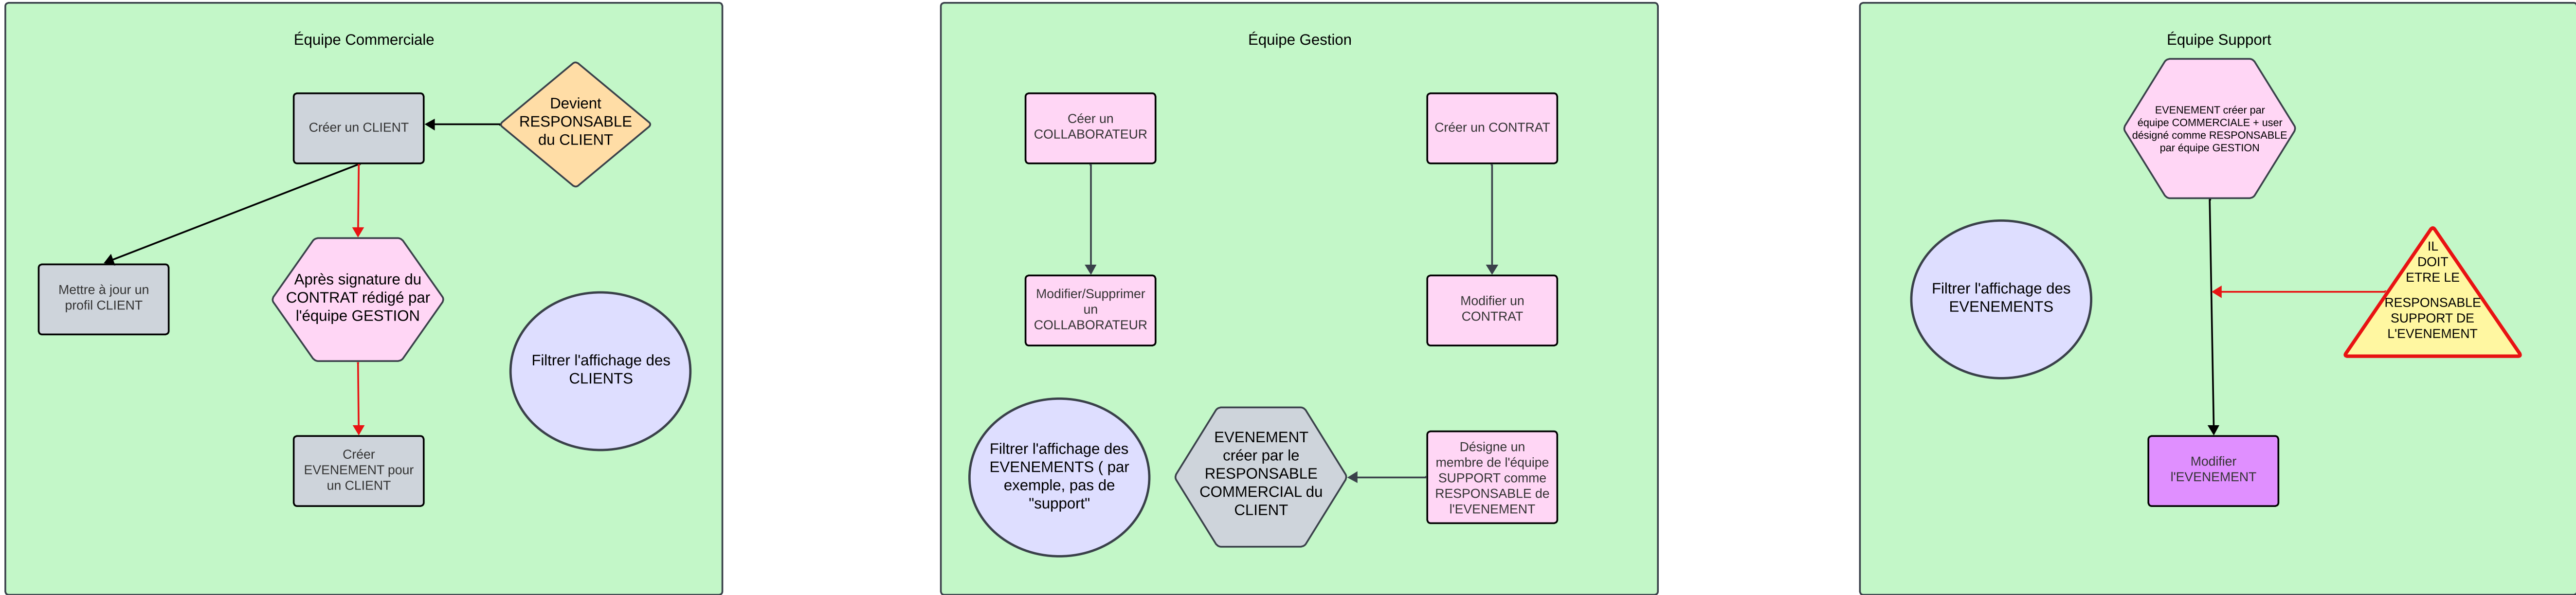 Équipe Commerciale
Devient
RESPONSABLE
du CLIENT
Créer un CLIENT
Mettre à jour un
profil CLIENT
Après signature du
CONTRAT rédigé par
l'équipe GESTION
Filtrer l'affichage des
CLIENTS
Créer
EVENEMENT pour
un CLIENT
Équipe Gestion
Céer un
COLLABORATEUR
Créer un CONTRAT
Modifier/Supprimer
un
COLLABORATEUR
Modifier un
CONTRAT
Filtrer l'affichage des
EVENEMENTS ( par
exemple, pas de
"support"
EVENEMENT
créer par le
RESPONSABLE
COMMERCIAL du
CLIENT
Désigne un
membre de l'équipe
SUPPORT comme
RESPONSABLE de
l'EVENEMENT
Équipe Support
EVENEMENT créer par
équipe COMMERCIALE + user
désigné comme RESPONSABLE
par équipe GESTION
Filtrer l'affichage des
EVENEMENTS
IL
DOIT
ETRE LE
RESPONSABLE
SUPPORT DE
L'EVENEMENT
Modifier
l'EVENEMENT